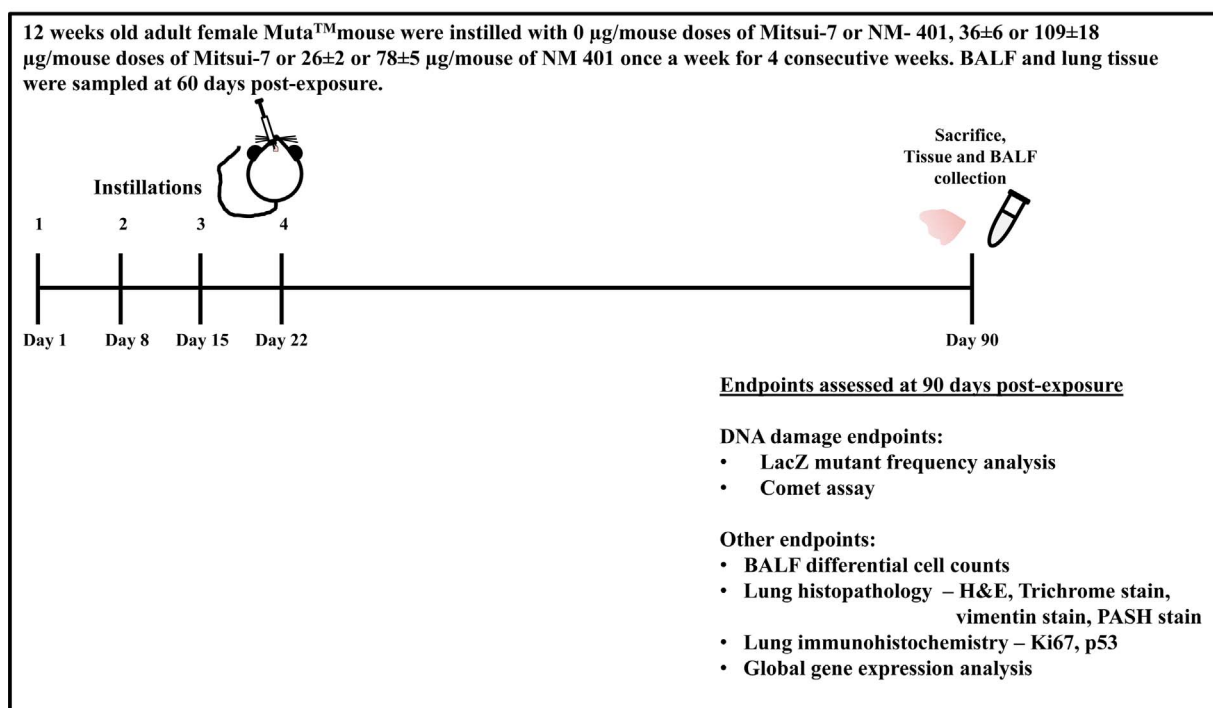 12 weeks old adult female Muta™mouse were instilled with 0 μg/mouse doses of Mitsui-7 or NM- 401, 36±6 or 109±18
μg/mouse doses of Mitsui-7 or 26±2 or 78±5 μg/mouse of NM 401 once a week for 4 consecutive weeks. BALF and lung tissue
were sampled at 60 days post-exposure.
Sacrifice,
Tissue and BALF
collection
Instillations
1 2 3 4
Day 1 Day 8 Day 15 Day 22 Day 90
Endpoints assessed at 90 days post-exposure
DNA damage endpoints:
• LacZ mutant frequency analysis
• Comet assay
Other endpoints:
• BALF differential cell counts
• Lung histopathology – H&E, Trichrome stain,
vimentin stain, PASH stain
• Lung immunohistochemistry – Ki67, p53
• Global gene expression analysis